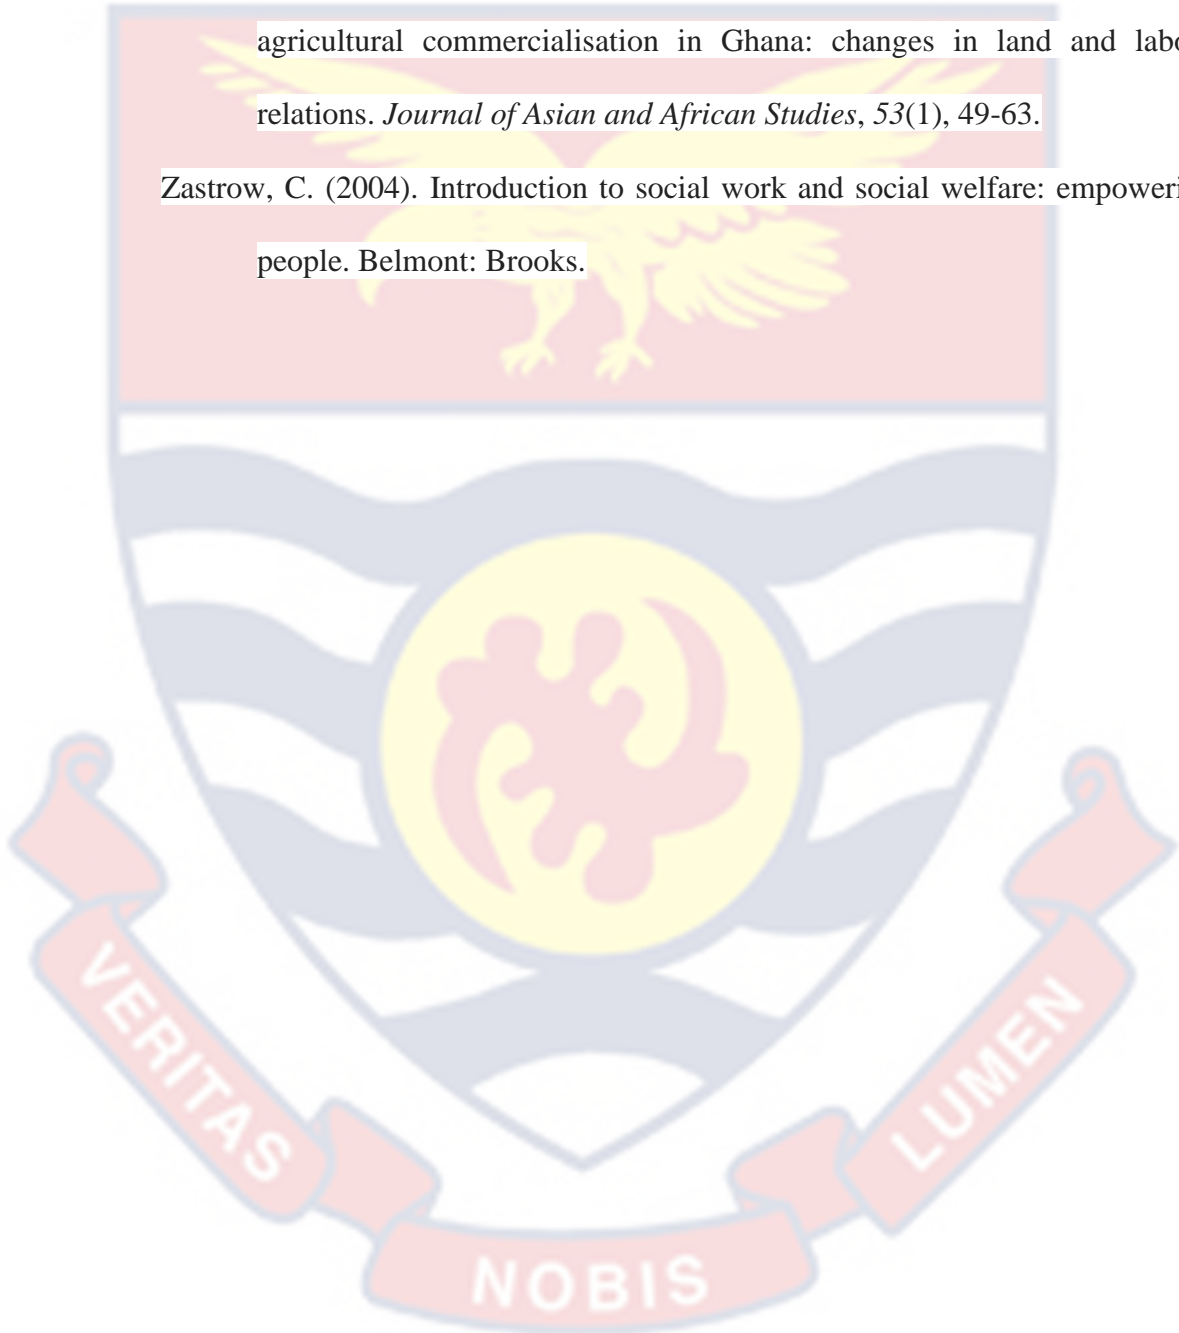 agricultural commercialisation in Ghana: changes in land and labo
relations. Journal of Asian and African Studies, 53(1), 49-63.
Zastrow, C. (2004). Introduction to social work and social welfare: empoweri
people. Belmont: Brooks.
VERITAS
NOBIS
LUMEN